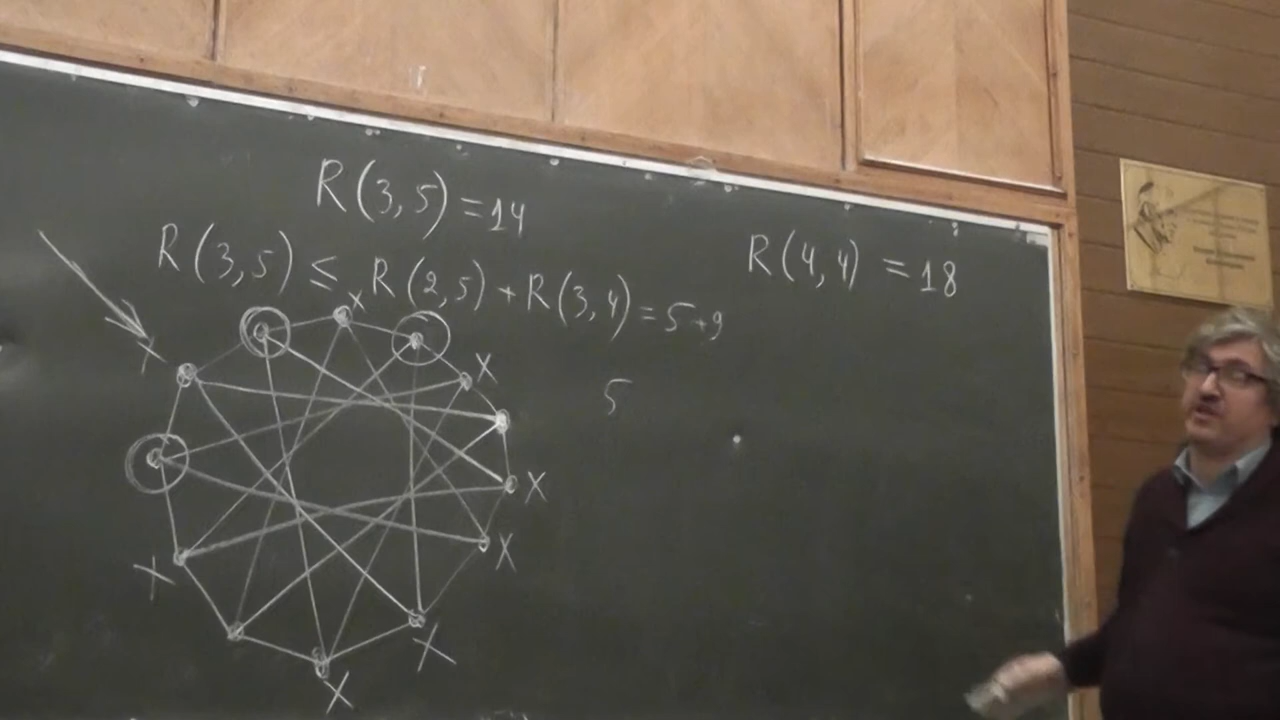 R(3,5)=14
R(3,5) ≤ R(2,5)+R(3,4)=5+9
R(4,4) =18
5
x
x
x
x
x
x
x
x